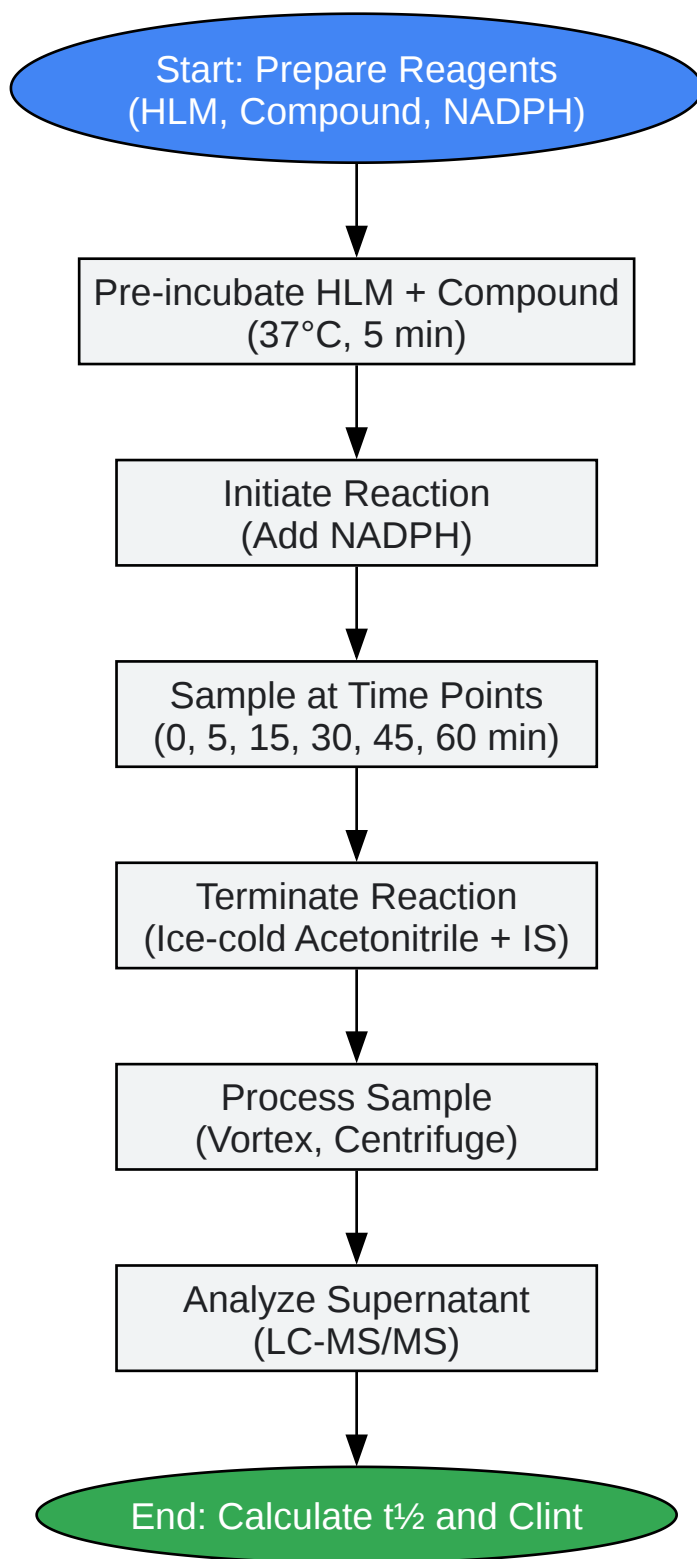 Start: Prepare Reagents
(HLM, Compound, NADPH)
Pre-incubate HLM + Compound
(37°C, 5 min)
Initiate Reaction
(Add NADPH)
Sample at Time Points
(0, 5, 15, 30, 45, 60 min)
Terminate Reaction
(Ice-cold Acetonitrile + IS)
Process Sample
(Vortex, Centrifuge)
Analyze Supernatant
(LC-MS/MS)
End: Calculate t½ and Clint